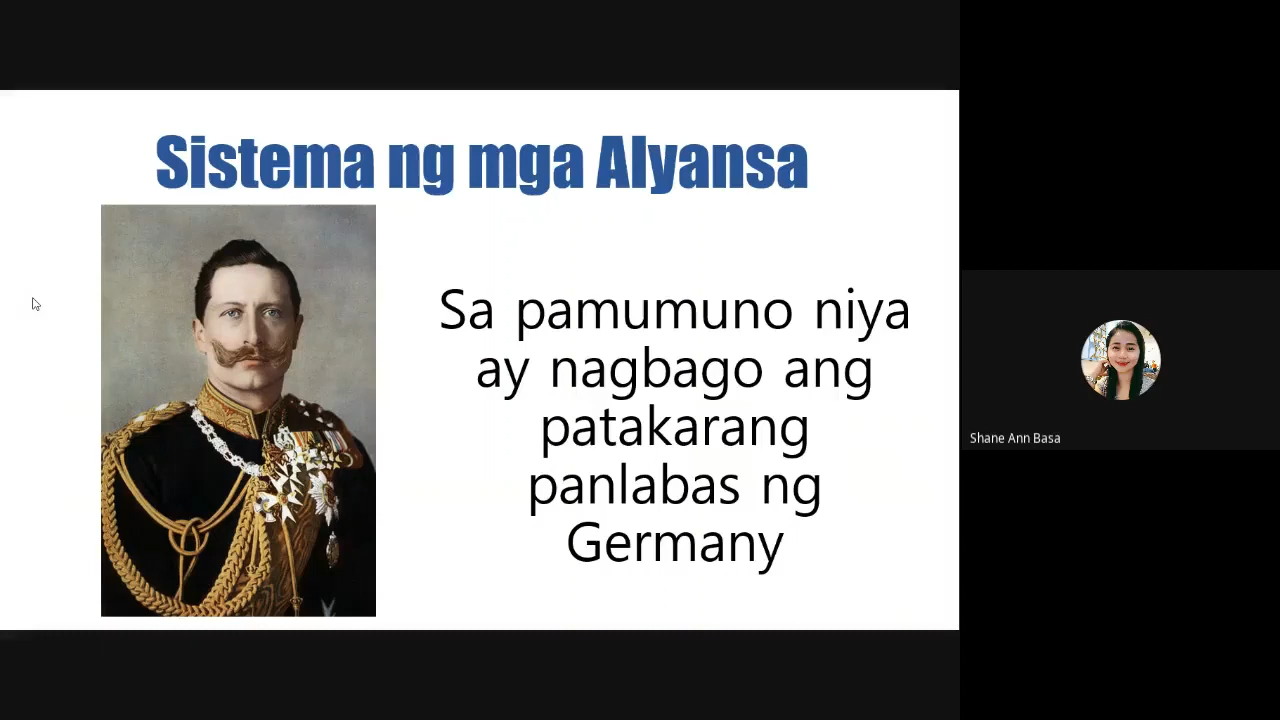 Sistema ng mga Alyansa
Sa pamumuno niya
ay nagbago ang
patakarang
panlabas ng
Germany
Shane Ann Basa